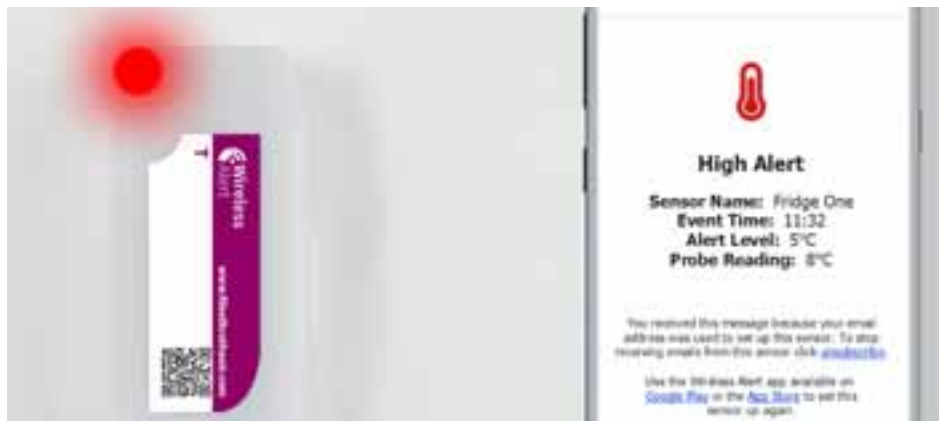 T
Wireless
Alert
High Alert
Sensor Name: Fridge One
Event Time: 11:32
Alert Level: 5°C
Probe Reading: 8°C
You received this message because your email
address was used to set up this sensor. To stop
receiving emails from this sensor click unsubscribe.
Use the Wireless Alert app available on
Google Play or the App Store to set this
sensor up again.